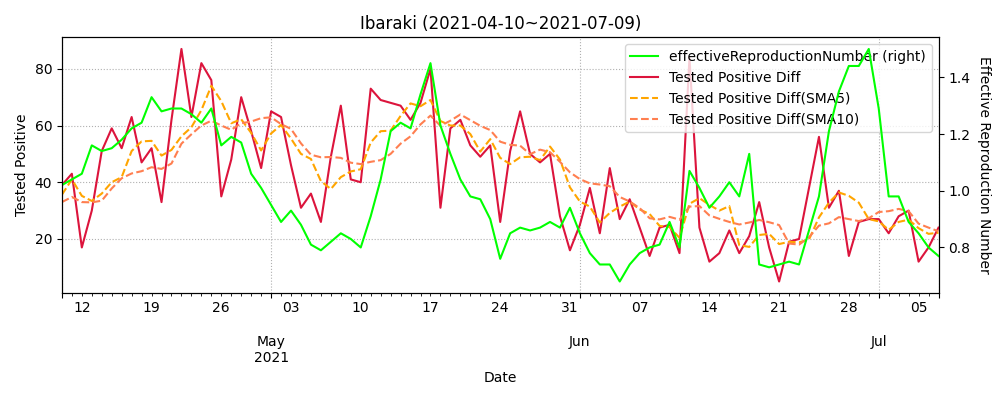 Ibaraki (2021-04-10~2021-07-09)
effectiveReproductionNumber (right)
Tested Positive Diff
Tested Positive Diff(SMA5)
Tested Positive Diff(SMA10)
Tested Positive
80
60
40
20
1.4
1.2
1.0
0.8
Effective Reproduction Number
12 19 26 03 10 17 24 31 07 14 21 28 05
May Jun Jul
2021
Date